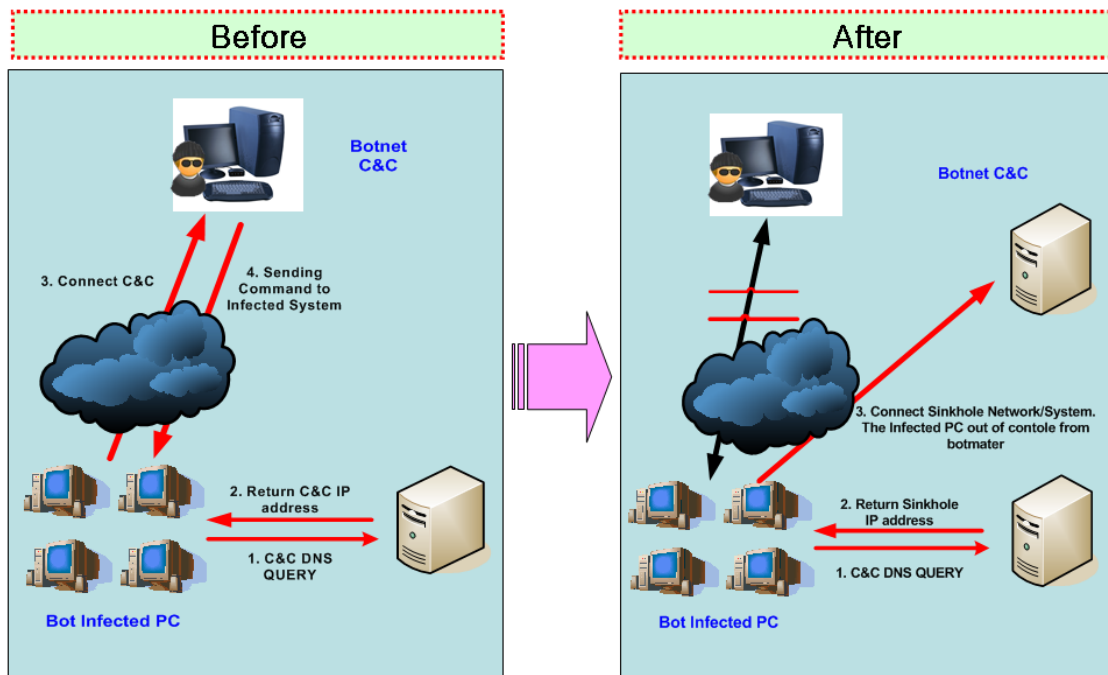 Before
Botnet
C&C
3. Connect C&C
4. Sending
Command to
Infected System
2. Return C&C IP
address
1. C&C DNS
QUERY
Bot Infected PC
After
Botnet C&C
3. Connect Sinkhole Network/System.
The Infected PC out of contole from
botmater
2. Return Sinkhole
IP address
1. C&C DNS QUERY
Bot Infected PC